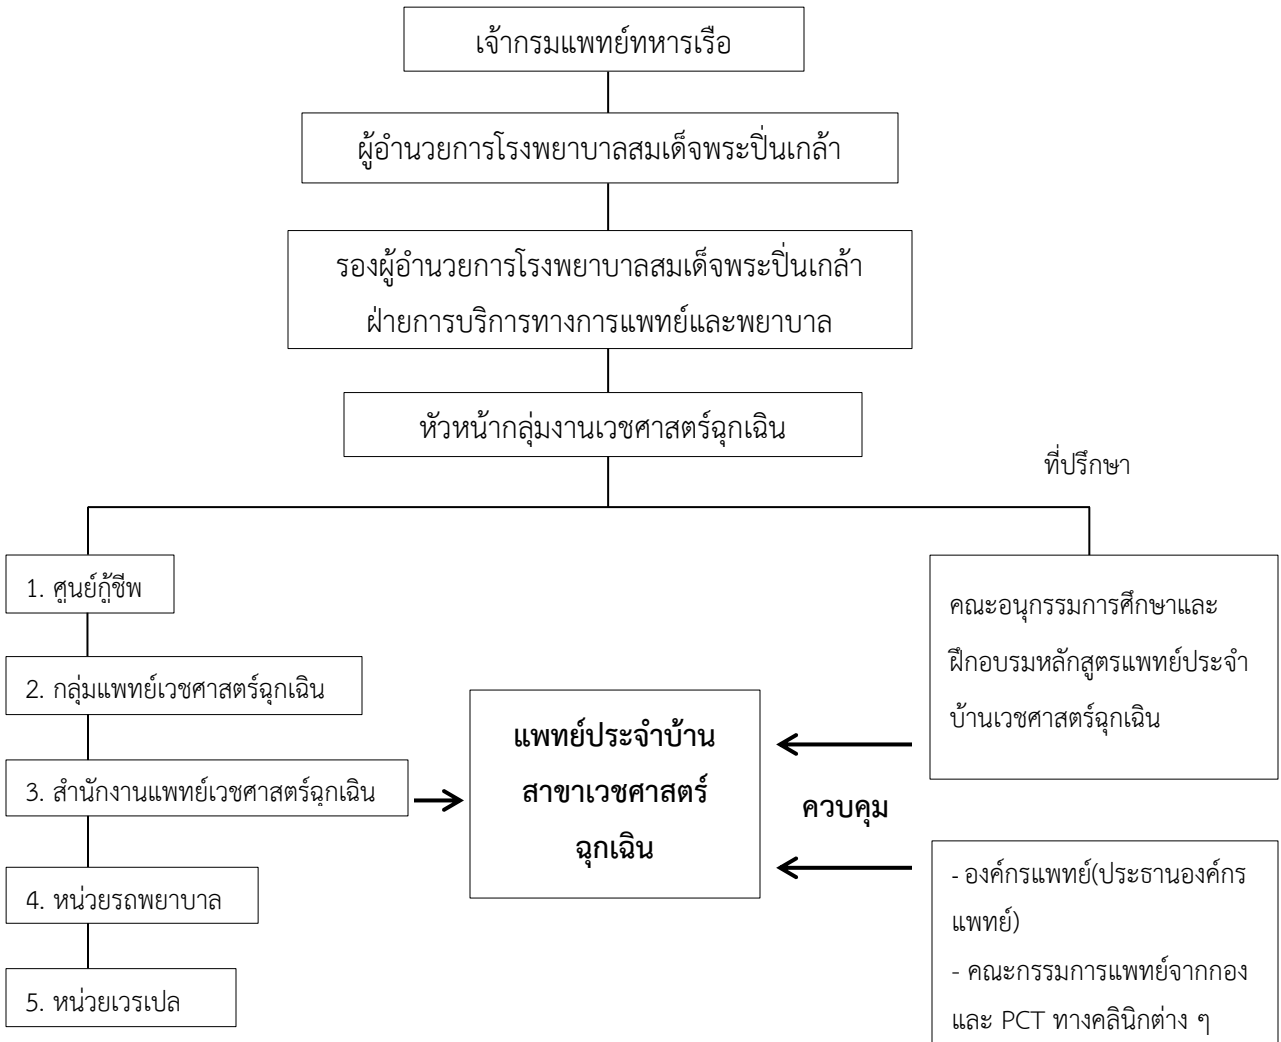 เจ้ากรมแพทย์ทหารเรือ
ผู้อำนวยการโรงพยาบาลสมเด็จพระปิ่นเกล้า
รองผู้อำนวยการโรงพยาบาลสมเด็จพระปิ่นเกล้า
ฝ่ายการบริการทางการแพทย์และพยาบาล
หัวหน้ากลุ่มงานเวชศาสตร์ฉุกเฉิน
ที่ปรึกษา
1. ศูนย์กู้ชีพ
2. กลุ่มแพทย์เวชศาสตร์ฉุกเฉิน
3. สำนักงานแพทย์เวชศาสตร์ฉุกเฉิน
4. หน่วยรถพยาบาล
5. หน่วยเวรเปล
แพทย์ประจำบ้าน
สาขาเวชศาสตร์
ฉุกเฉิน
ควบคุม
คณะอนุกรรมการศึกษาและ
ฝึกอบรมหลักสูตรแพทย์ประจำ
บ้านเวชศาสตร์ฉุกเฉิน
- องค์กรแพทย์(ประธานองค์กร
แพทย์)
- คณะกรรมการแพทย์จากกอง
และ PCT ทางคลินิกต่าง ๆ